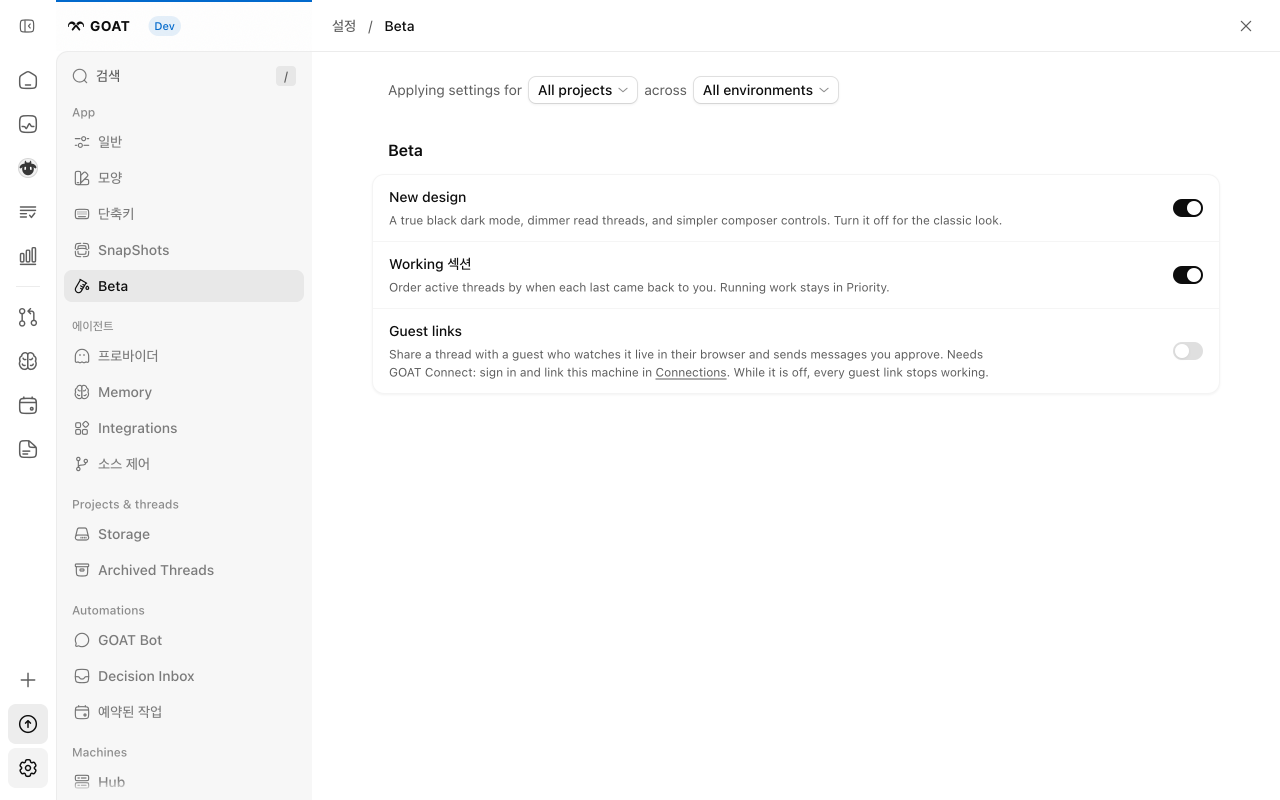 GOAT
Dev
설정 / Beta
검색
/
App
일반
모양
단축키
SnapShots
Beta
에이전트
프로바이더
Memory
Integrations
소스 제어
Projects & threads
Storage
Archived Threads
Automations
GOAT Bot
Decision Inbox
예약된 작업
Machines
Hub
Applying settings for All projects across All environments
Beta
New design
A true black dark mode, dimmer read threads, and simpler composer controls. Turn it off for the classic look.
Working 섹션
Order active threads by when each last came back to you. Running work stays in Priority.
Guest links
Share a thread with a guest who watches it live in their browser and sends messages you approve. Needs
GOAT Connect: sign in and link this machine in Connections. While it is off, every guest link stops working.